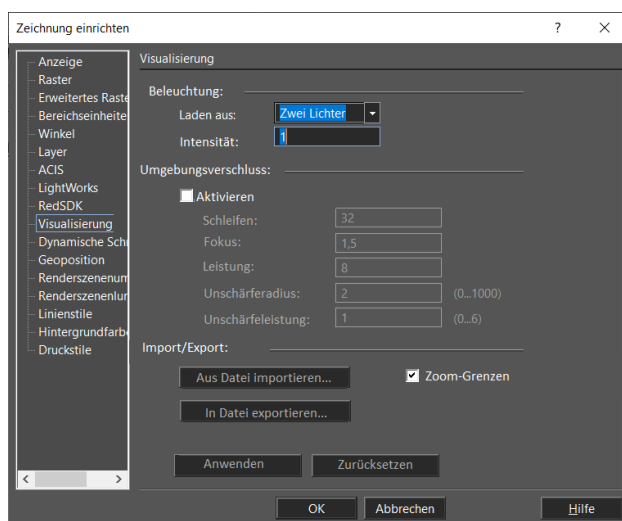 Zeichnung einrichten
?
Anzeige
Raster
Erweitertes Raste
Bereichseinheite
Winkel
Layer
ACIS
LightWorks
RedSDK
Visualisierung
Dynamische Sch
Geoposition
Renderszenenum
Renderszenenlur
Linienstile
Hintergrundfarb
Druckstile
Visualisierung
Beleuchtung:
Laden aus: Zwei Lichter
Intensität: 1
Umgebungsverschluss:
Aktivieren
Schleifen: 32
Fokus: 1,5
Leistung: 8
Unschärferadius: 2 (0...1000)
Unschärfeleistung: 1 (0...6)
Import/Export:
Aus Datei importieren... Zoom-Grenzen
In Datei exportieren...
Anwenden Zurücksetzen
OK Abbrechen Hilfe